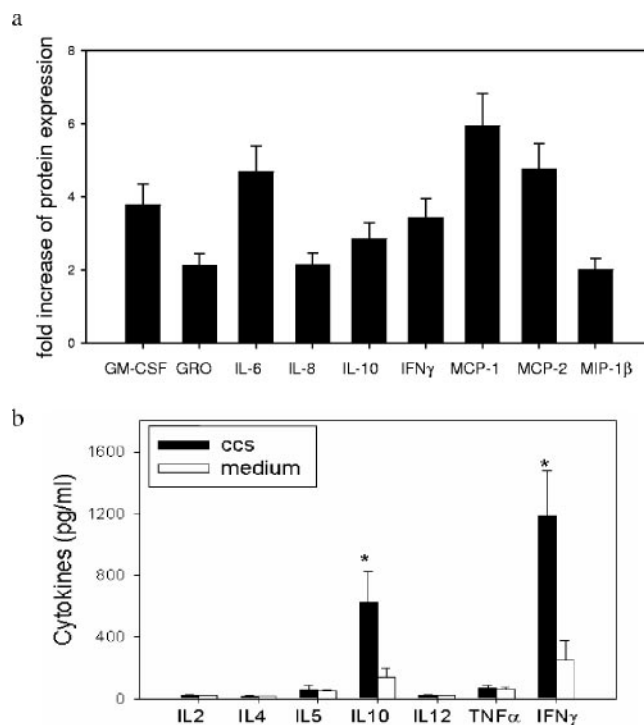 a
fold increase of protein expression
8
6
4
2
0
GM-CSF GRO IL-6 IL-8 IL-10 IFNγ MCP-1 MCP-2 MIP-1β
b
Cytokines (pg/ml)
ccs
medium
1600
1200
800
400
0
*
*
IL2 IL4 IL5 IL10 IL12 TNFα IFNγ